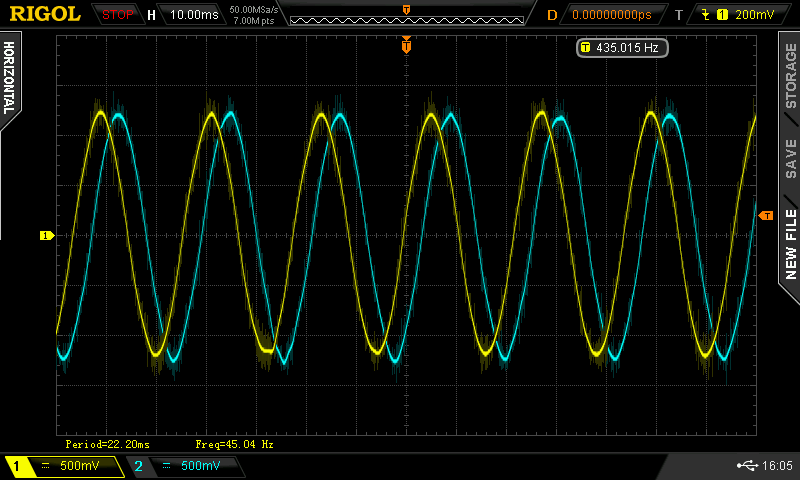 RIGOL STOP H 10.00ms 50.00MSa/s 7.00M pts T D 0.00000000ps T 1 200mV
T
T 435.015 Hz
HORIZONTAL
STORAGE
SAVE
NEW FILE
T
1
Period=22.20ms Freq=45.04 Hz
1 500mV 2 500mV 16:05